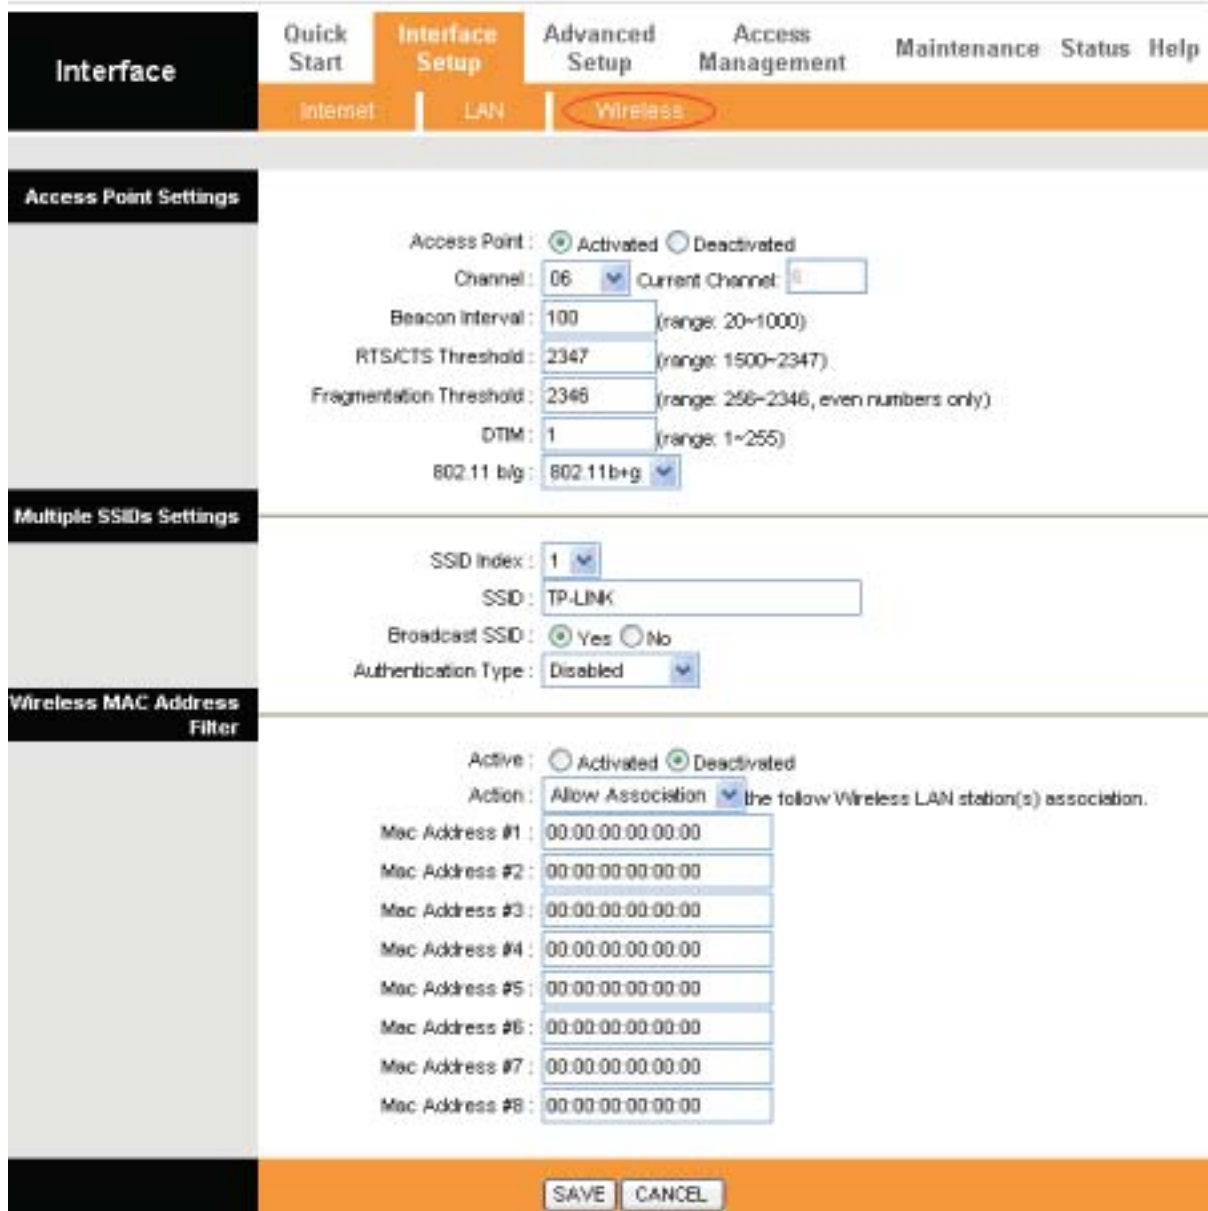 Interface
Quick Start
Interface Setup
Advanced Setup
Access Management
Maintenance
Status
Help
Internet
LAN
Wireless
Access Point Settings
Access Point : Activated Deactivated
Channel : 06 Current Channel: 6
Beacon Interval : 100 (range: 20~1000)
RTS/CTS Threshold : 2347 (range: 1500~2347)
Fragmentation Threshold : 2346 (range: 256~2346, even numbers only)
DTIM : 1 (range: 1~255)
802.11 b/g : 802.11b+g
Multiple SSIDs Settings
SSID Index : 1
SSID : TP-LINK
Broadcast SSID : Yes No
Authentication Type : Disabled
Wireless MAC Address Filter
Active : Activated Deactivated
Action : Allow Association the follow Wireless LAN station(s) association.
Mac Address #1 : 00:00:00:00:00:00
Mac Address #2 : 00:00:00:00:00:00
Mac Address #3 : 00:00:00:00:00:00
Mac Address #4 : 00:00:00:00:00:00
Mac Address #5 : 00:00:00:00:00:00
Mac Address #6 : 00:00:00:00:00:00
Mac Address #7 : 00:00:00:00:00:00
Mac Address #8 : 00:00:00:00:00:00
SAVE CANCEL